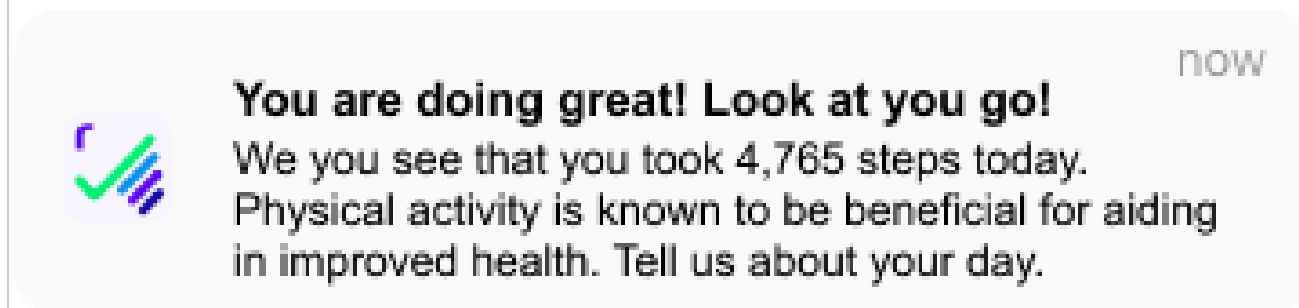 now
You are doing great! Look at you go!
We you see that you took 4,765 steps today.
Physical activity is known to be beneficial for aiding
in improved health. Tell us about your day.